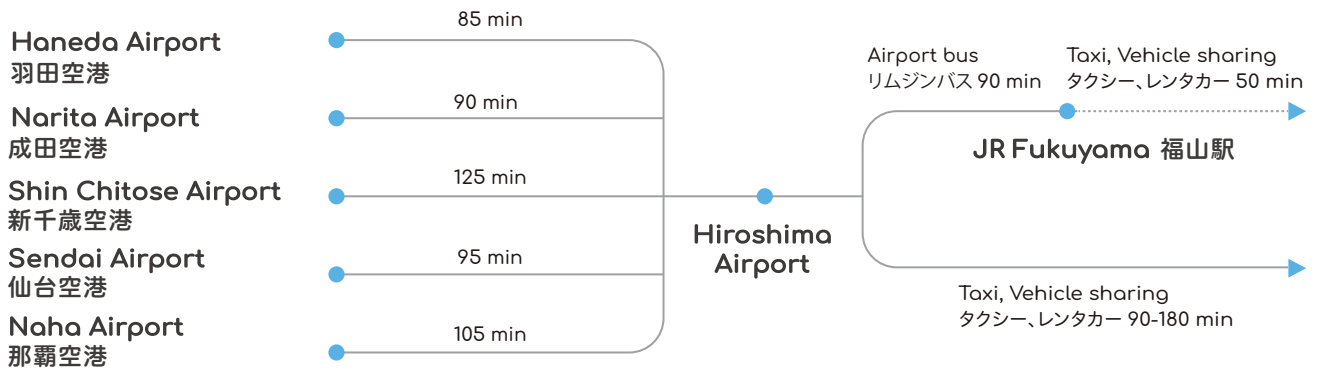 Haneda Airport
羽田空港
85 min
Narita Airport
成田空港
90 min
Shin Chitose Airport
新千歳空港
125 min
Sendai Airport
仙台空港
95 min
Naha Airport
那覇空港
105 min
Hiroshima
Airport
Airport bus
リムジンバス 90 min
Taxi, Vehicle sharing
タクシー、レンタカー 50 min
JR Fukuyama 福山駅
Taxi, Vehicle sharing
タクシー、レンタカー 90-180 min